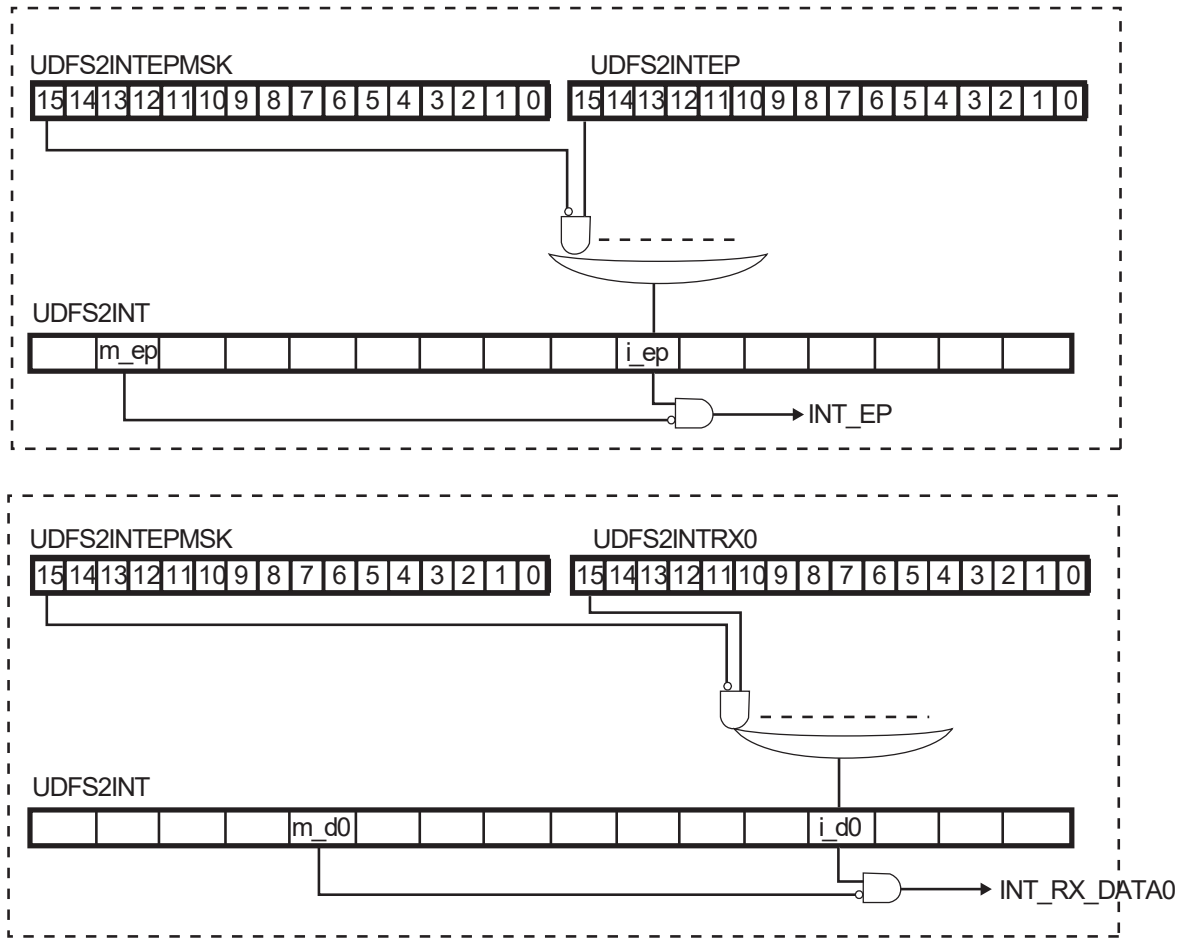 UDFS2INTEPMSK UDFS2INTEP
15 14 13 12 11 10 9 8 7 6 5 4 3 2 1 0 15 14 13 12 11 10 9 8 7 6 5 4 3 2 1 0
UDFS2INT
m_ep i_ep
INT_EP
UDFS2INTEPMSK UDFS2INTRX0
15 14 13 12 11 10 9 8 7 6 5 4 3 2 1 0 15 14 13 12 11 10 9 8 7 6 5 4 3 2 1 0
UDFS2INT
m_d0 i_d0
INT_RX_DATA0